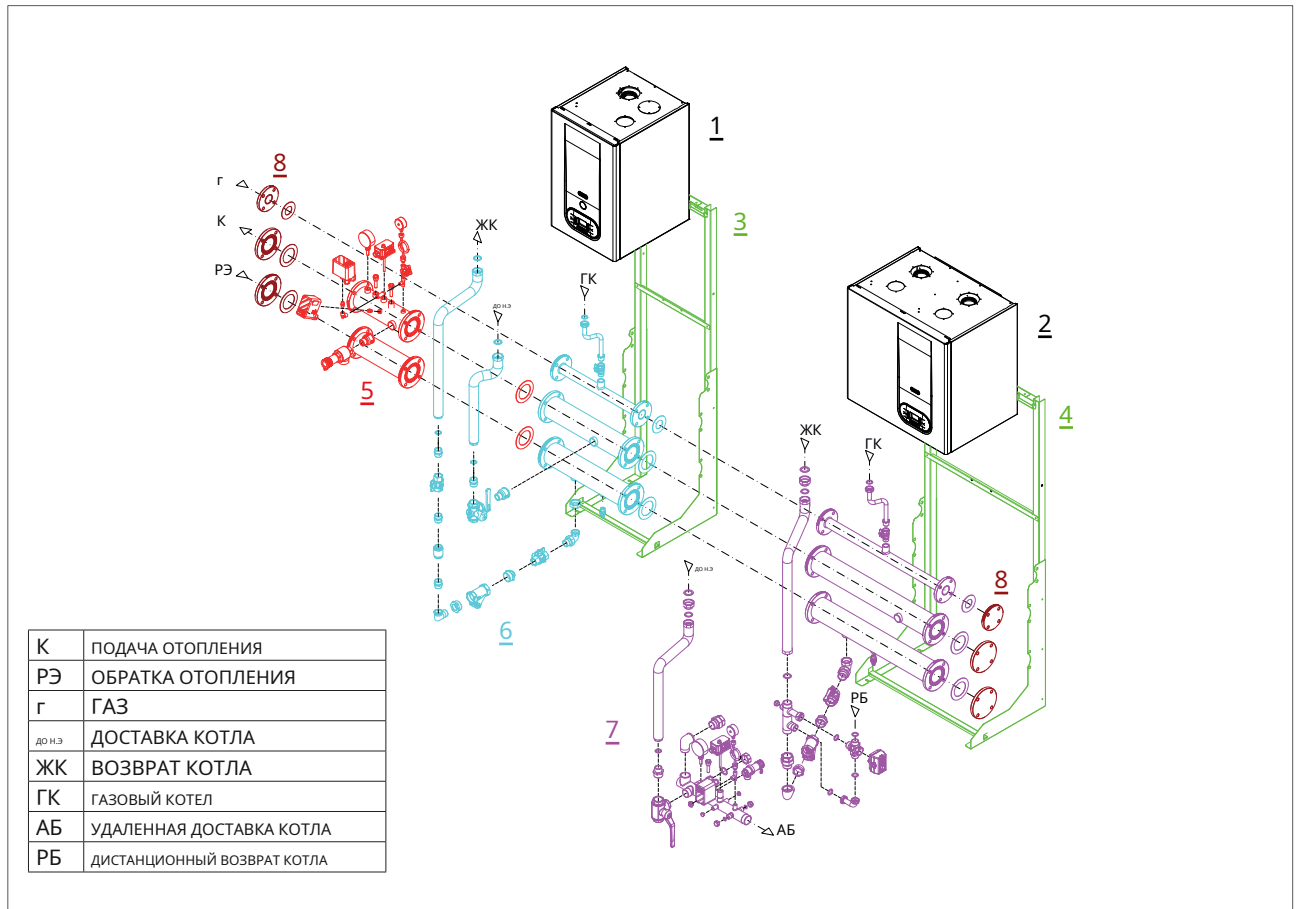 1
8
г
К
РЭ
ЖК
3
ГК
до н.э
2
5
4
ЖК
ГК
8
до н.э
6
7
РБ
АБ
К ПОДАЧА ОТОПЛЕНИЯ
РЭ ОБРАТКА ОТОПЛЕНИЯ
г ГАЗ
до н.э ДОСТАВКА КОТЛА
ЖК ВОЗВРАТ КОТЛА
ГК ГАЗОВЫЙ КОТЕЛ
АБ УДАЛЕННАЯ ДОСТАВКА КОТЛА
РБ ДИСТАНЦИОННЫЙ ВОЗВРАТ КОТЛА